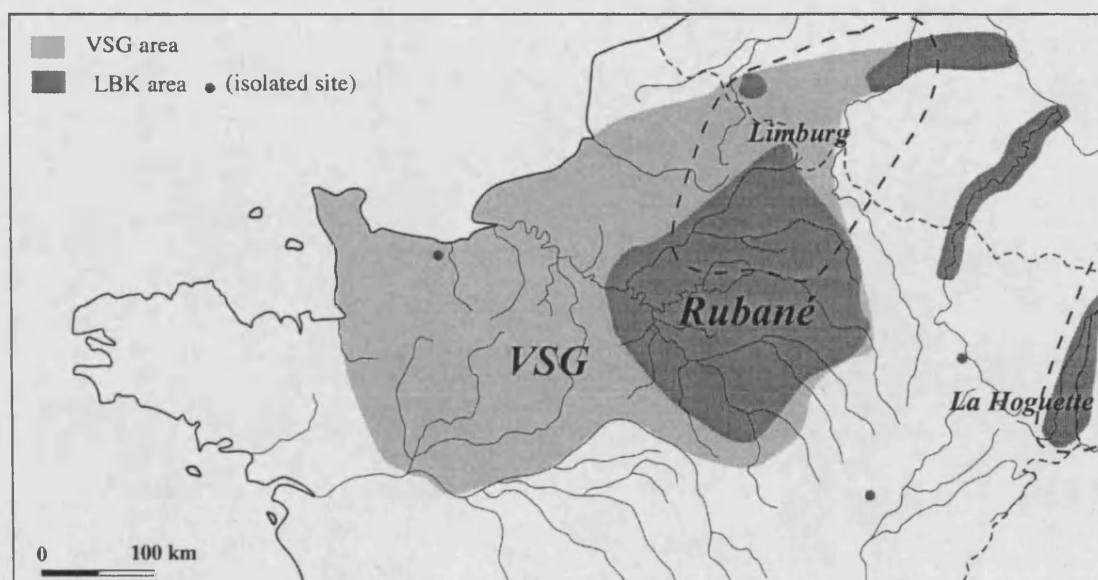 VSG area
LBK area
(isolated site)
Limburg
Rubané
VSG
La Hoguette
0 100 km